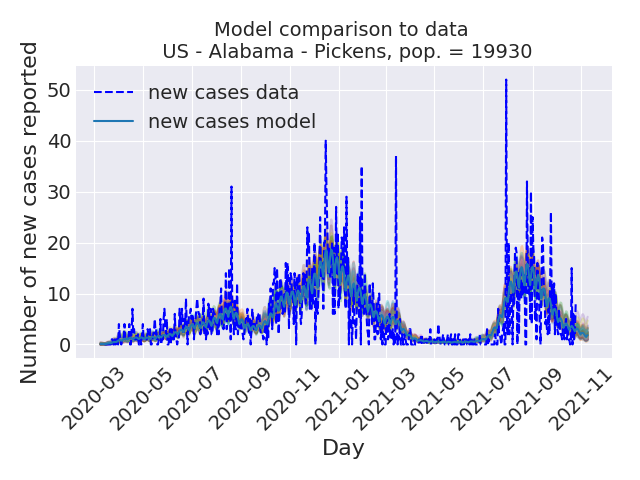 Model comparison to data
US - Alabama - Pickens, pop. = 19930
Number of new cases reported
50
40
30
20
10
0
new cases data
new cases model
2020-03
2020-05
2020-07
2020-09
2020-11
2021-01
2021-03
2021-05
2021-07
2021-09
2021-11
Day